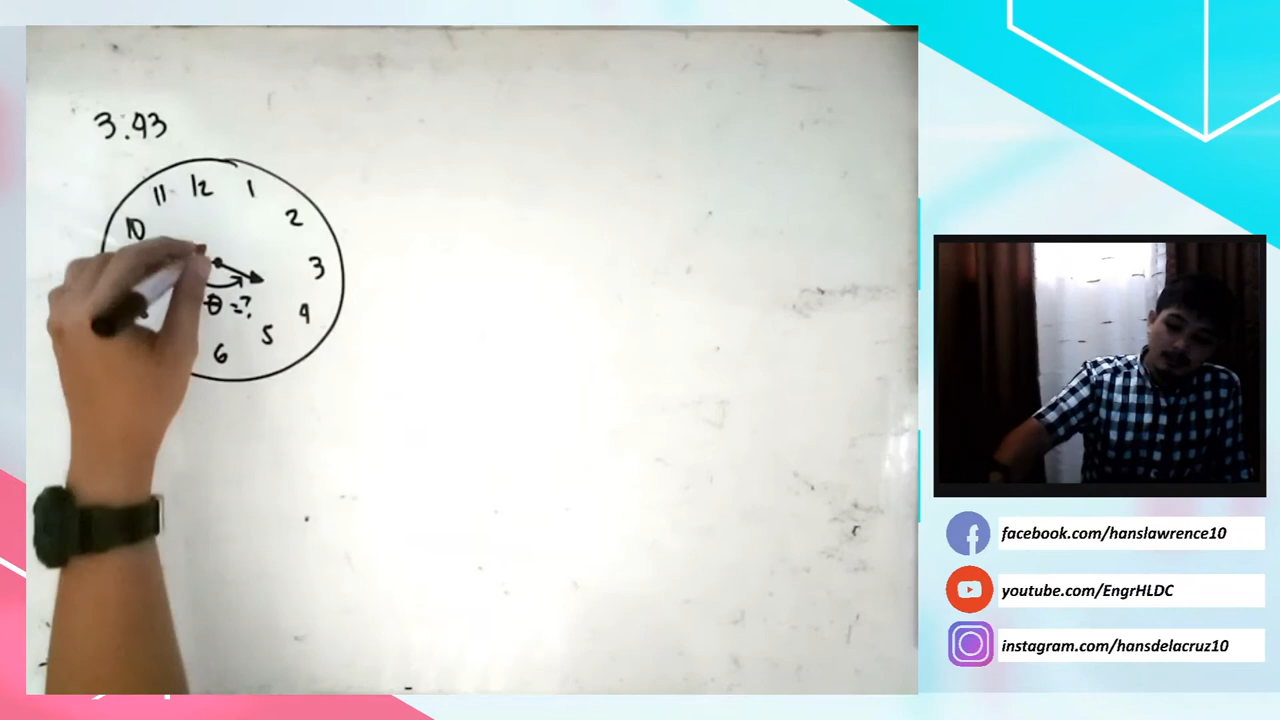 3:43
11 12 1
10 2
3
θ = ?
4
5
6
facebook.com/hanslawrence10
youtube.com/EngrHLDC
instagram.com/hansdelacruz10